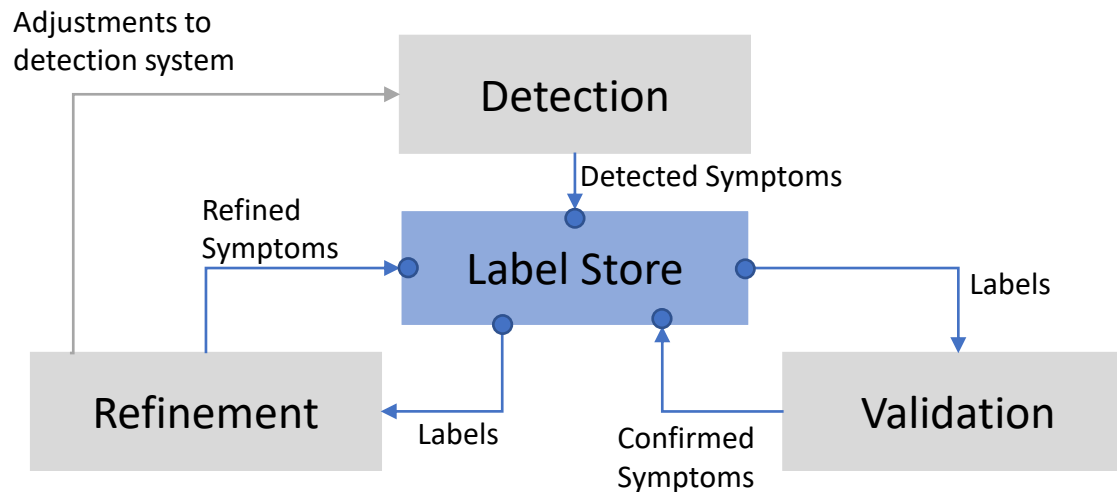 Adjustments to
detection system
Detection
Detected Symptoms
Refined
Symptoms
Label Store
Labels
Refinement
Labels
Confirmed
Symptoms
Validation